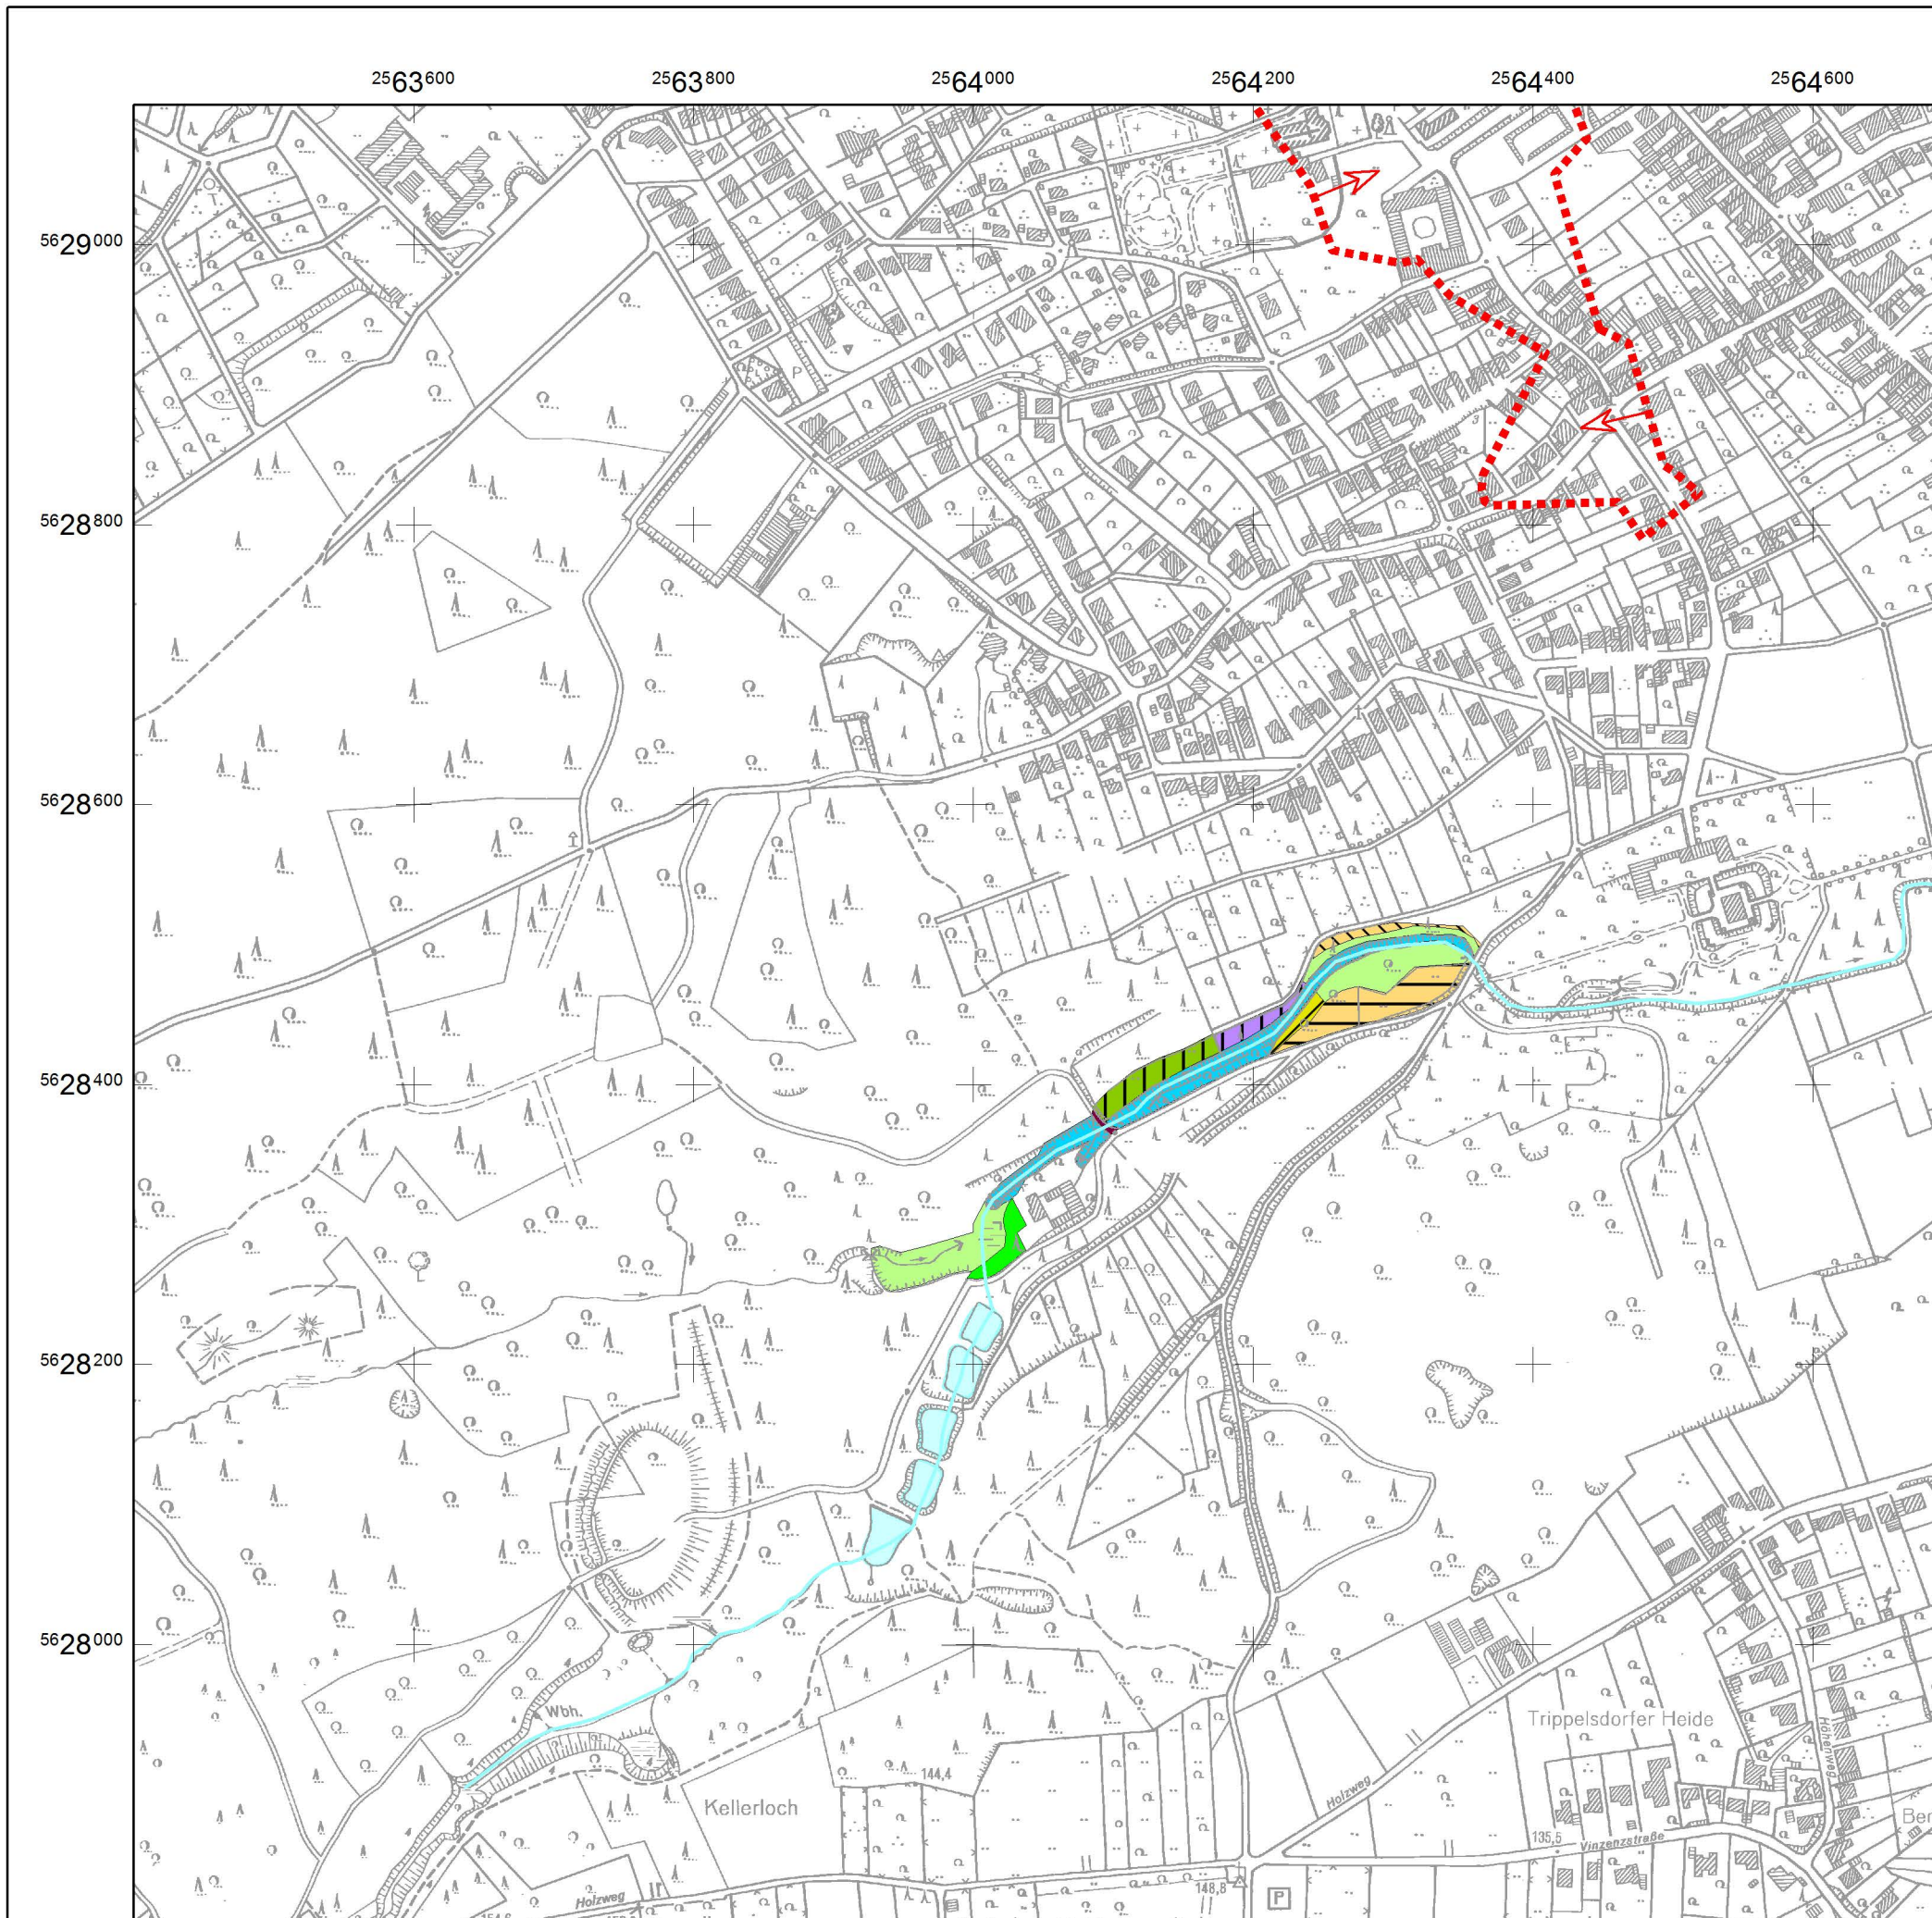 2563600 2563800 2564000 2564200 2564400 2564600
5629000
P
3
5628800
5628600
5628400
5628200
5628000
Wbh.
Trippelsdorfer Heide
Höhenweg
144,4
Kellerloch
Holzweg
Ber
135,5 Vinzenzstraße
148,8
P
Holzweg